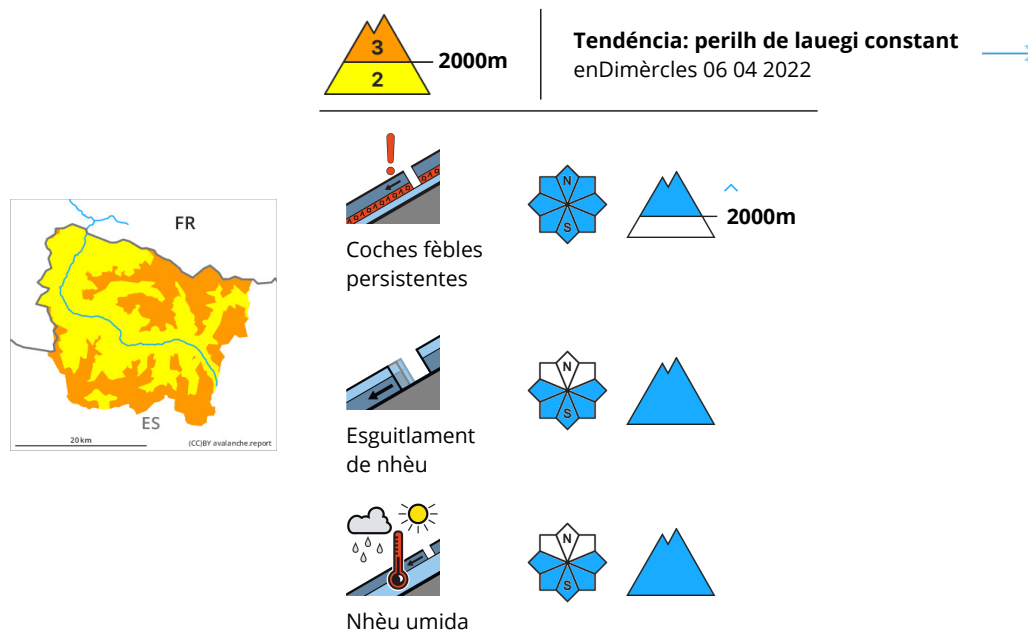 3
2
2000m
Tendéncia: perilh de lauegi constant
enDimèrcles 06 04 2022
FR
ES
20 km
(CC)BY avalanche.report
N
S
2000m
Coches fèbles
persistentes
N
S
Esguitlament
de nhèu
N
S
Nhèu umida